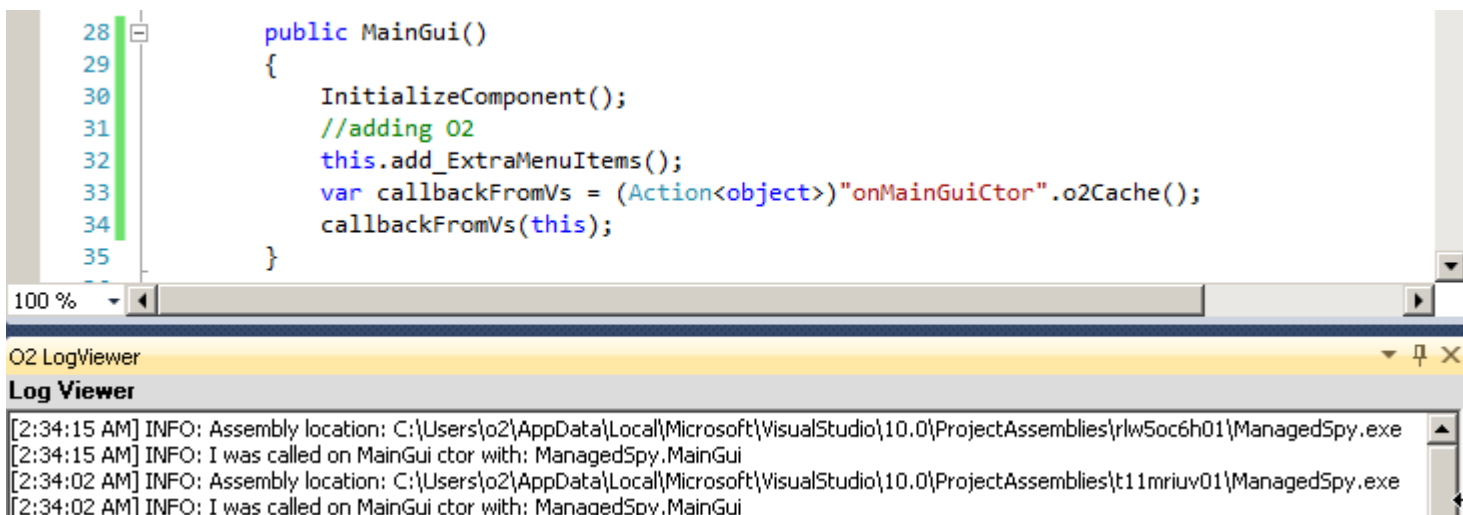 28 public MainGui()
29 {
30 InitializeComponent();
31 //adding O2
32 this.add_ExtraMenuItems();
33 var callbackFromVs = (Action<object>)"onMainGuiCtor".o2Cache();
34 callbackFromVs(this);
35 }
100 %
O2 LogViewer
Log Viewer
[2:34:15 AM] INFO: Assembly location: C:\Users\o2\AppData\Local\Microsoft\VisualStudio\10.0\ProjectAssemblies\rlw5oc6h01\ManagedSpy.exe
[2:34:15 AM] INFO: I was called on MainGui ctor with: ManagedSpy.MainGui
[2:34:02 AM] INFO: Assembly location: C:\Users\o2\AppData\Local\Microsoft\VisualStudio\10.0\ProjectAssemblies\t11mriuv01\ManagedSpy.exe
[2:34:02 AM] INFO: I was called on MainGui ctor with: ManagedSpy.MainGui